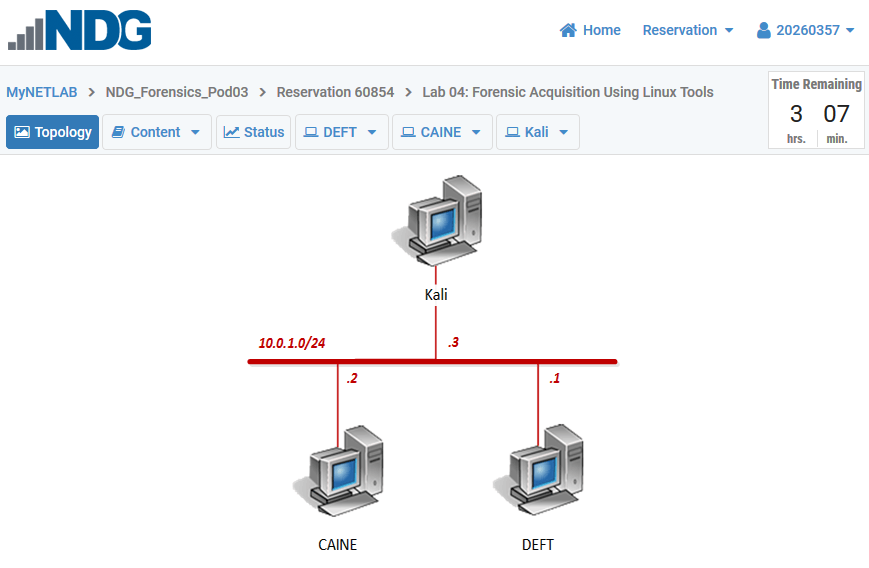 NDG
Home Reservation 20260357
MyNETLAB > NDG_Forensics_Pod03 > Reservation 60854 > Lab 04: Forensic Acquisition Using Linux Tools
Time Remaining
3 07
hrs. min.
Topology Content Status DEFT CAINE Kali
Kali
10.0.1.0/24 .3
.2 .1
CAINE DEFT